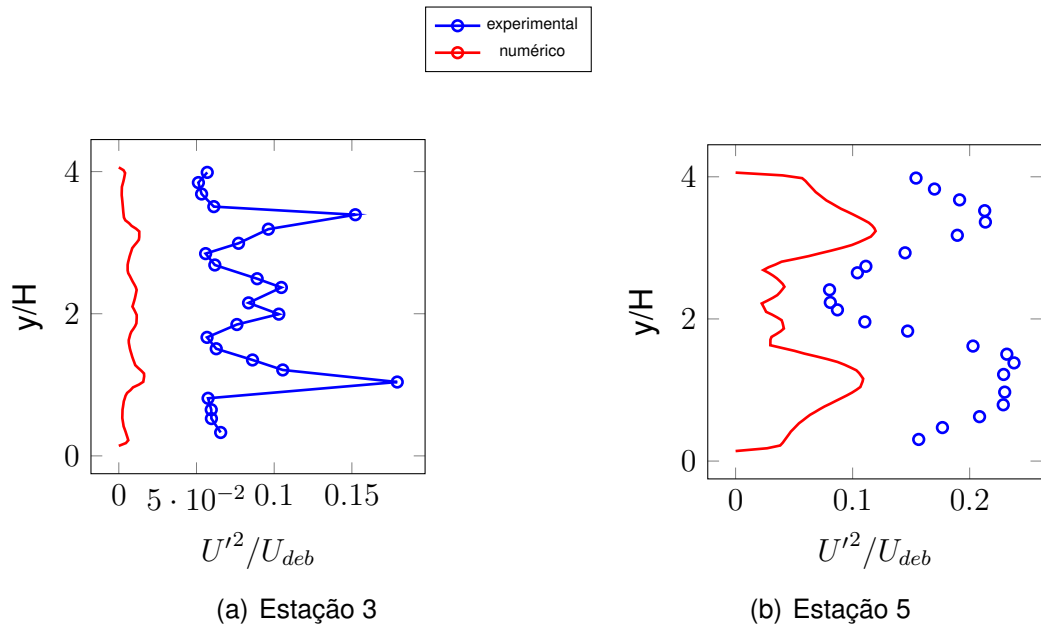 experimental
numérico
4
2
0
y/H
0
5 · 10⁻²
0.1
0.15
U′²/U_deb
(a) Estação 3
4
2
0
y/H
0
0.1
0.2
U′²/U_deb
(b) Estação 5